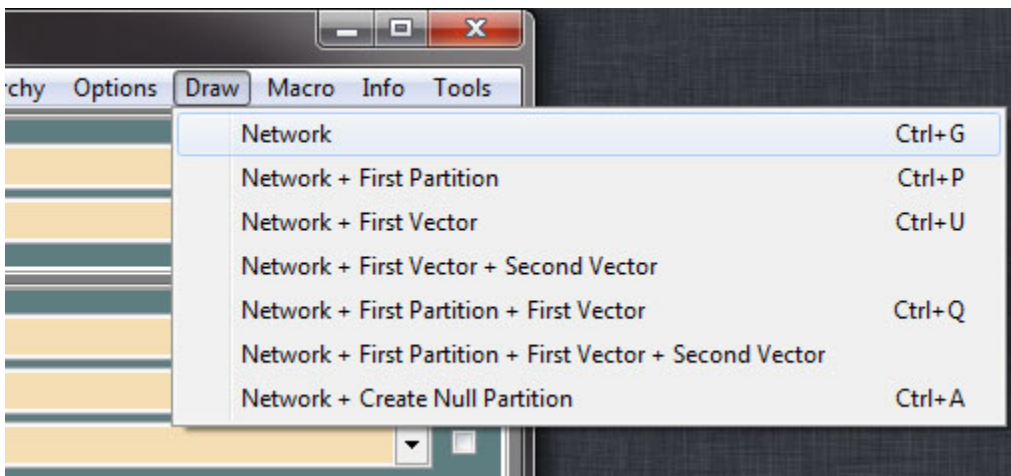 rchy Options Draw Macro Info Tools
Network Ctrl+G
Network + First Partition Ctrl+P
Network + First Vector Ctrl+U
Network + First Vector + Second Vector
Network + First Partition + First Vector Ctrl+Q
Network + First Partition + First Vector + Second Vector
Network + Create Null Partition Ctrl+A